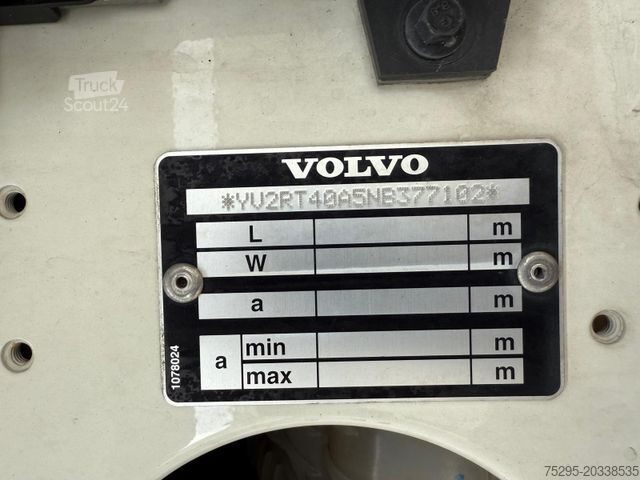 Truck
Scout24
VOLVO
*YV2RT40A5NB377102*
L m
W m
a m
a min m
max m
1078024
75295-20338535